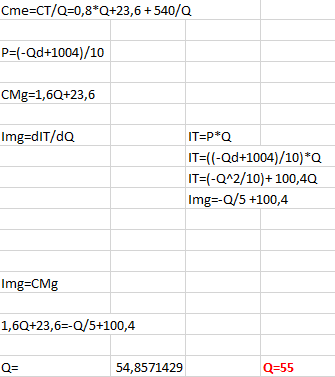 Cme=CT/Q=0,8*Q+23,6 + 540/Q
P=(-Qd+1004)/10
CMg=1,6Q+23,6
Img=dIT/dQ IT=P*Q
IT=((-Qd+1004)/10)*Q
IT=(-Q^2/10)+ 100,4Q
Img=-Q/5 +100,4
Img=CMg
1,6Q+23,6=-Q/5+100,4
Q= 54,8571429 Q=55